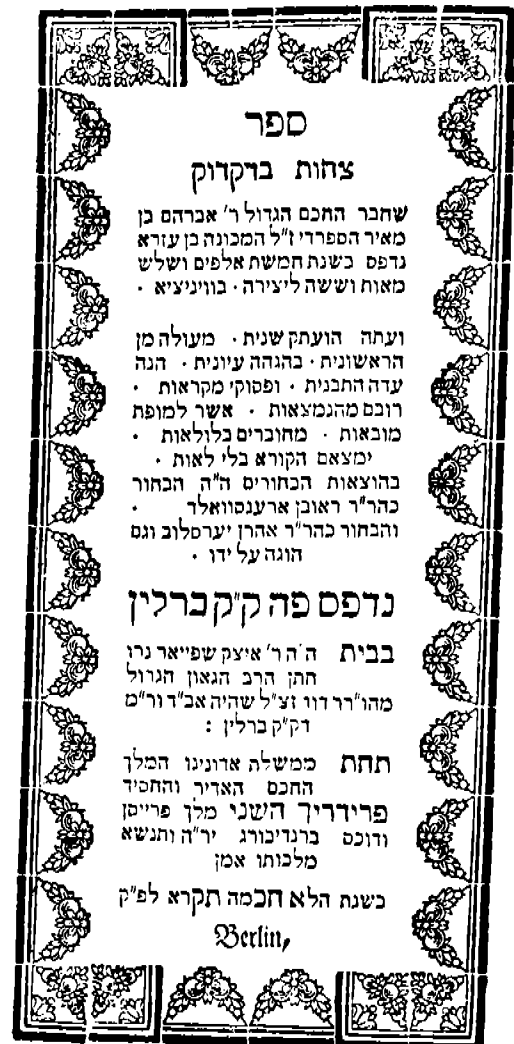 ספר
צחות בדקדוק
שחבר החכם הגדול ר' אברהם בן
מאיר הספרדי ז"ל המכונה בן עזרא
נדפס בשנת חמשת אלפים ושלש
מאות וששה ליצירה · בוויניציא ·
ועתה הועתק שנית · מעולה מן
הראשונית · בהגהה עיונית · הנה
עדה התבנית · ופסוקי מקראות ·
רובם מהנמצאות · אשר למופת
מובאות · מחוברים בלולאות ·
ימצאם הקורא בלי לאות ·
בהוצאות הבחורים ה"ה הבחור
כהר"ר ראובן ארענסוואלד ·
והבחור כהר"ר אהרן יערסלוב וגם
הוגה על ידו ·
נדפס פה ק"ק ברלין
בבית ה'ה ר' איצק שפייאר נרו
חתן הרב הגאון הגדול
מהו"רר דוד זצ"ל שהיה אב"ד ור"מ
דק"ק ברלין :
תחת ממשלת אדונינו המלך
החכם האדיר והחסיד
פרידריך השני מלך פרייסן
ודוכס ברנדיבורג יר"ה ותנשא
מלכותו אמן
בשנת הלא חכמה תקרא לפ"ק
Berlin,